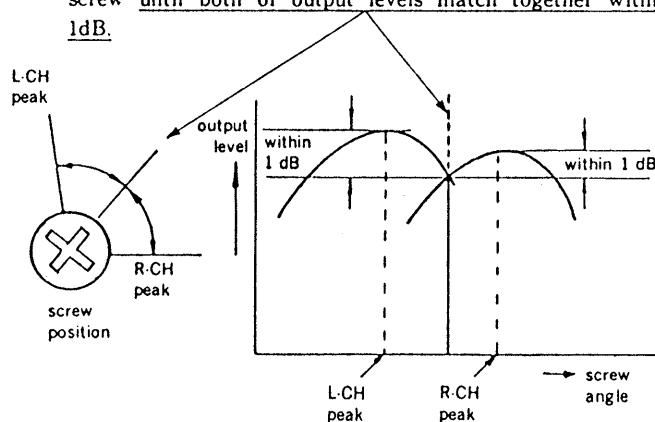 screw until both of output levels match together withi
1dB.
L·CH
peak
output
level
within
1 dB
within 1 dB
R·CH
peak
screw
position
L·CH
peak
R·CH
peak
screw
angle